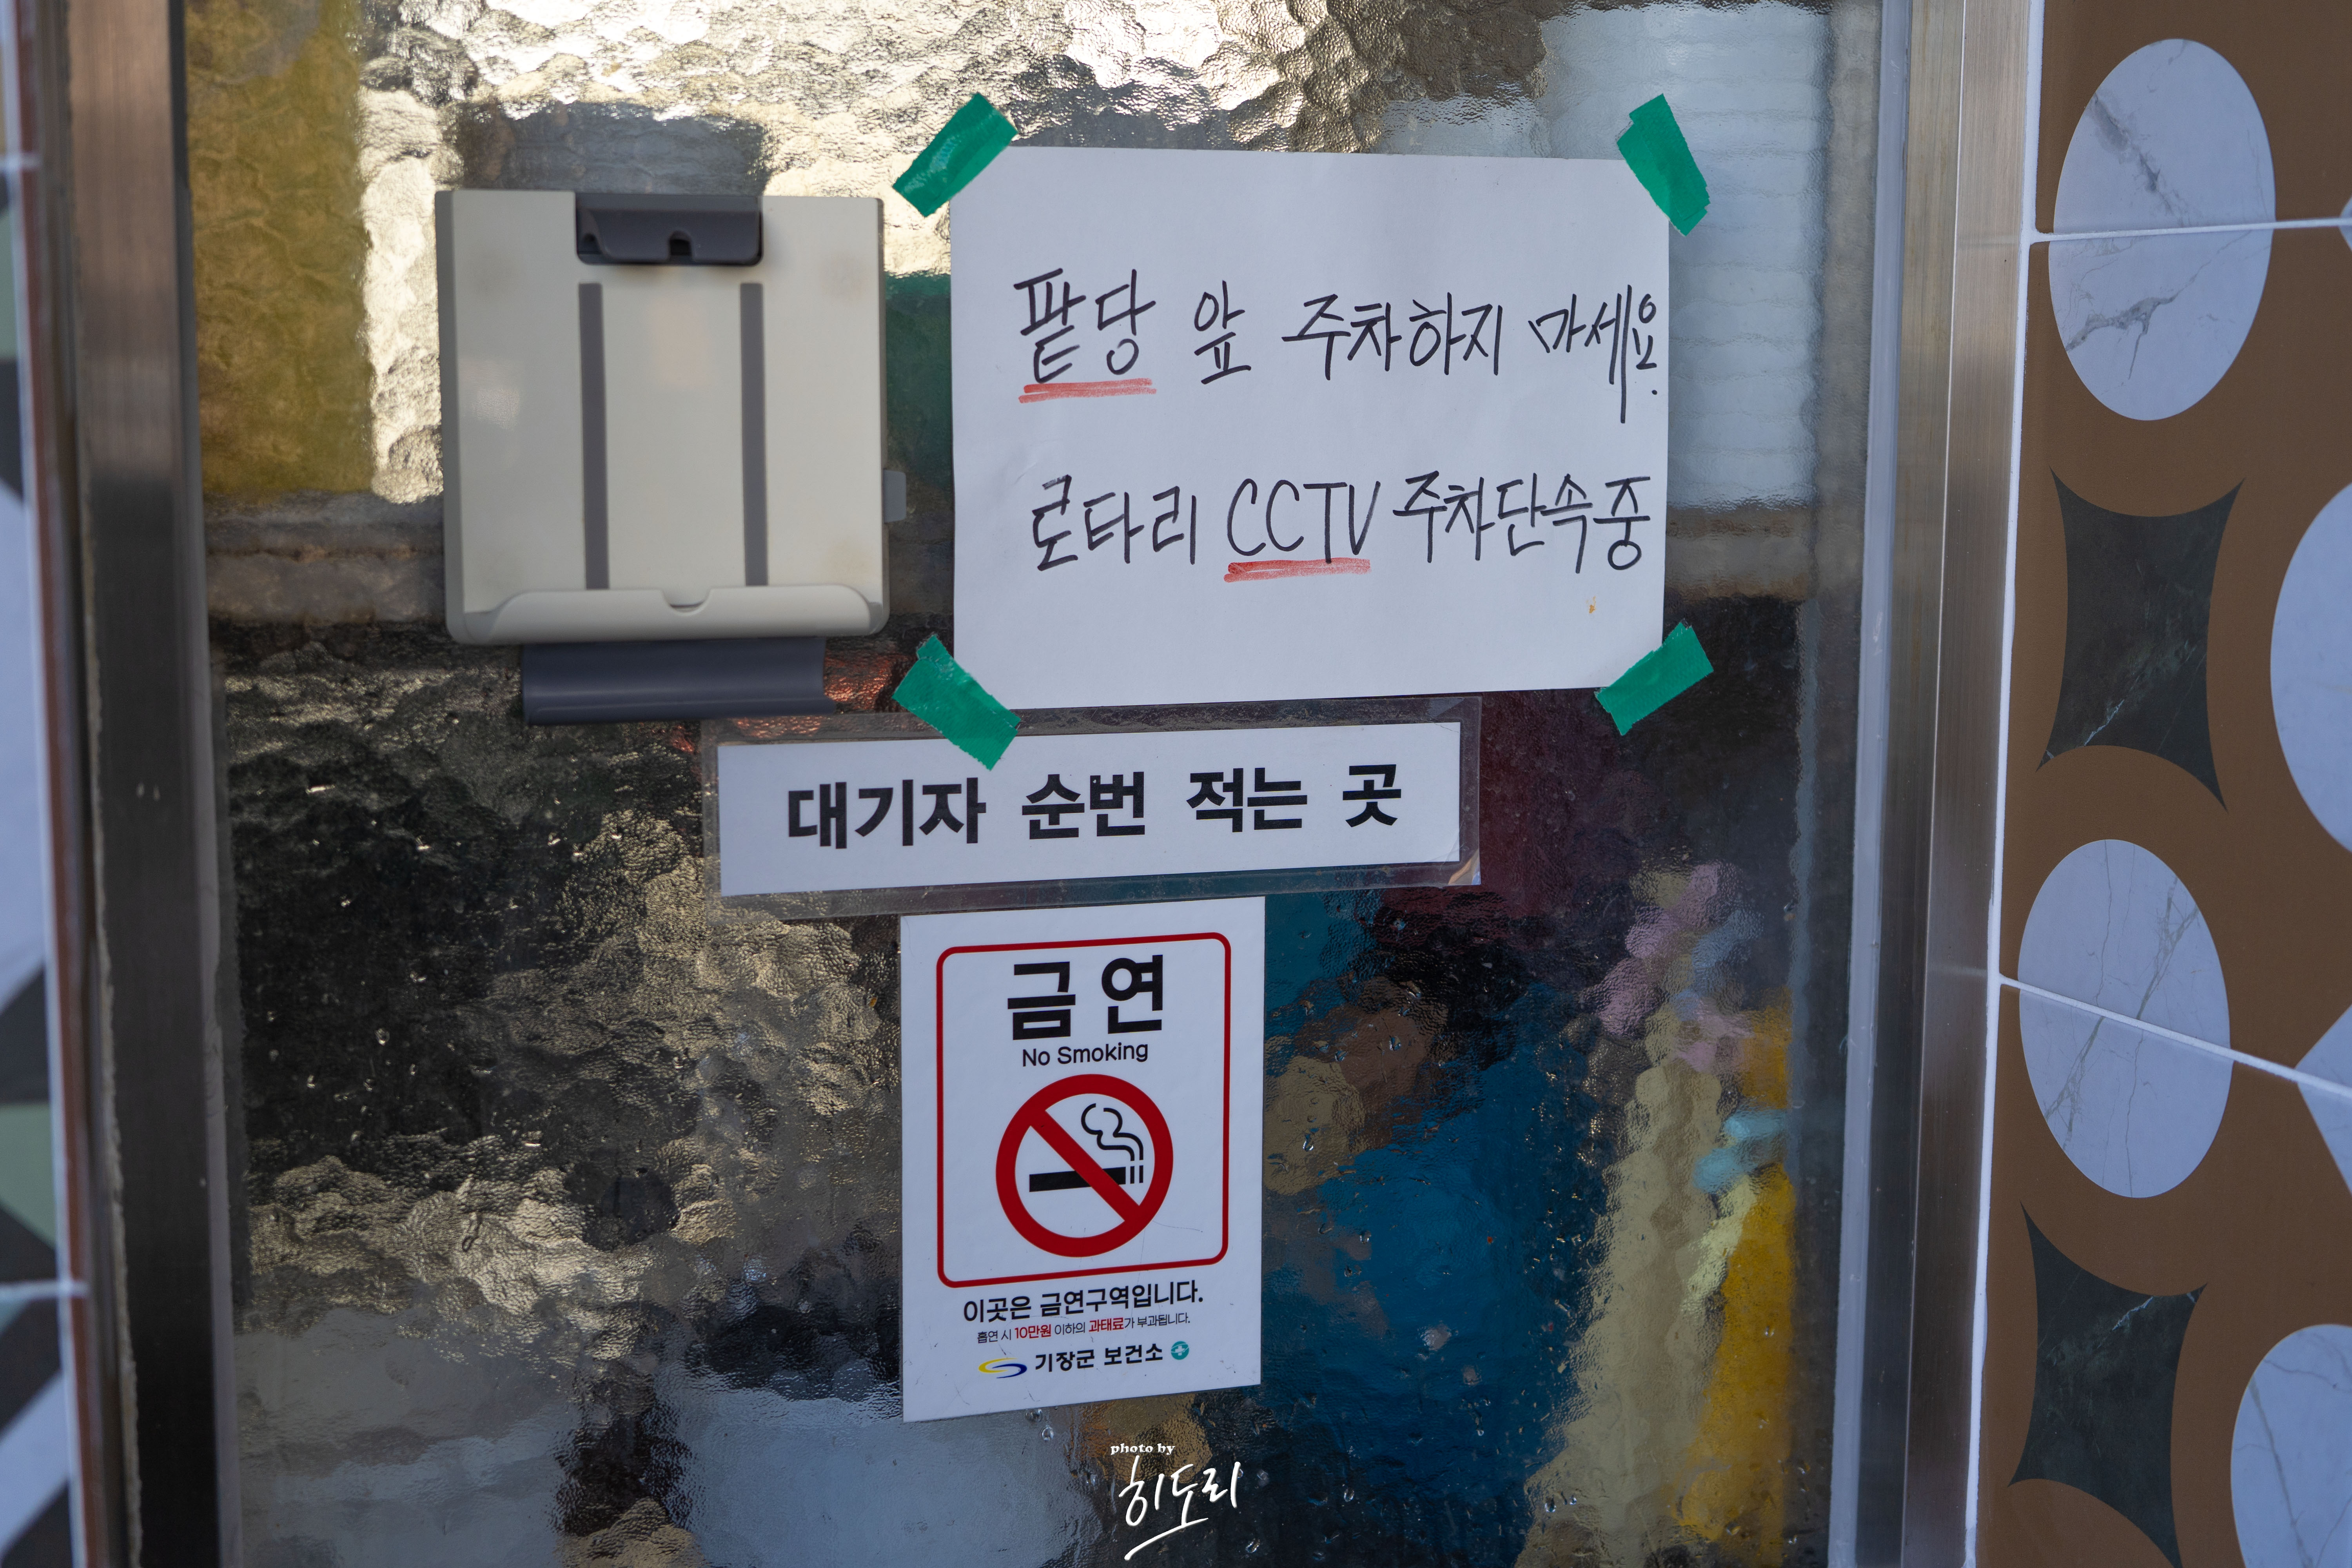 팥당 앞 주차하지 마세요.
로타리 CCTV 주차단속중
대기자 순번 적는 곳
금연
No Smoking
이곳은 금연구역입니다.
흡연 시 10만원 이하의 과태료가 부과됩니다.
기장군 보건소
photo by
히도리